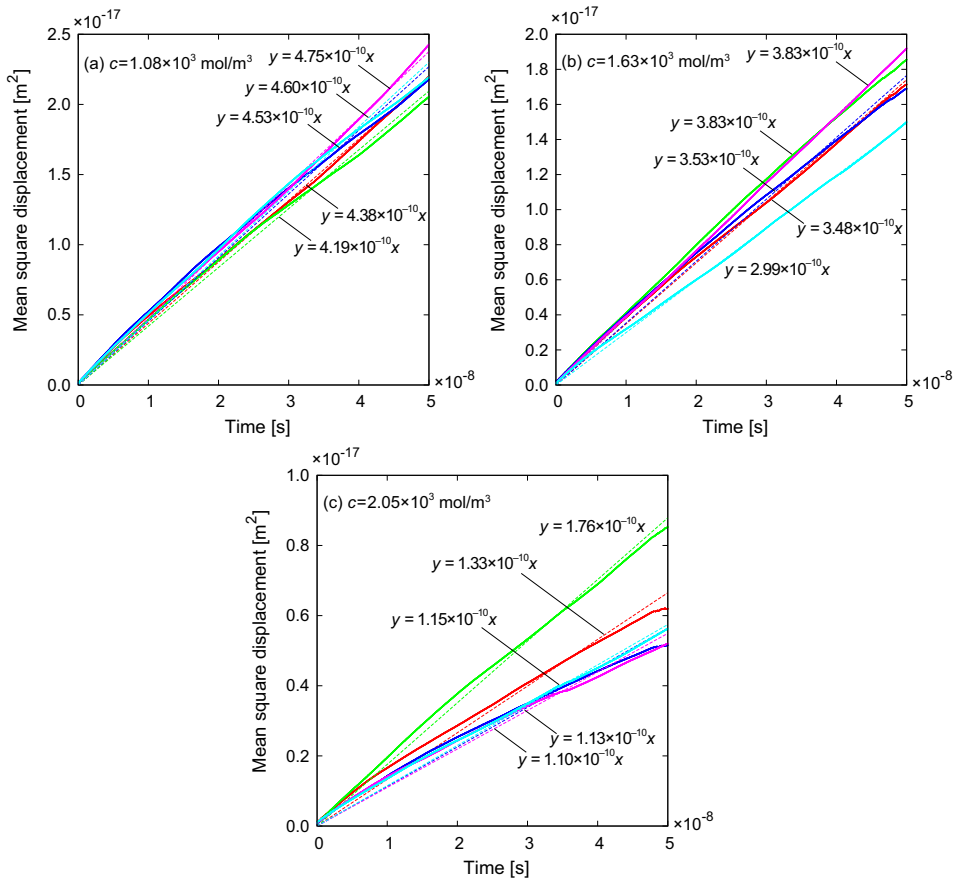 ×10⁻¹⁷
(a) c=1.08×10³ mol/m³
y = 4.75×10⁻¹⁰x
y = 4.60×10⁻¹⁰x
y = 4.53×10⁻¹⁰x
y = 4.38×10⁻¹⁰x
y = 4.19×10⁻¹⁰x
Mean square displacement [m²]
2.5
2.0
1.5
1.0
0.5
0.0
0 1 2 3 4 5
×10⁻⁸
Time [s]
×10⁻¹⁷
(b) c=1.63×10³ mol/m³
y = 3.83×10⁻¹⁰x
y = 3.83×10⁻¹⁰x
y = 3.53×10⁻¹⁰x
y = 3.48×10⁻¹⁰x
y = 2.99×10⁻¹⁰x
Mean square displacement [m²]
2.0
1.8
1.6
1.4
1.2
1.0
0.8
0.6
0.4
0.2
0.0
0 1 2 3 4 5
×10⁻⁸
Time [s]
×10⁻¹⁷
(c) c=2.05×10³ mol/m³
y = 1.76×10⁻¹⁰x
y = 1.33×10⁻¹⁰x
y = 1.15×10⁻¹⁰x
y = 1.13×10⁻¹⁰x
y = 1.10×10⁻¹⁰x
Mean square displacement [m²]
1.0
0.8
0.6
0.4
0.2
0.0
0 1 2 3 4 5
×10⁻⁸
Time [s]